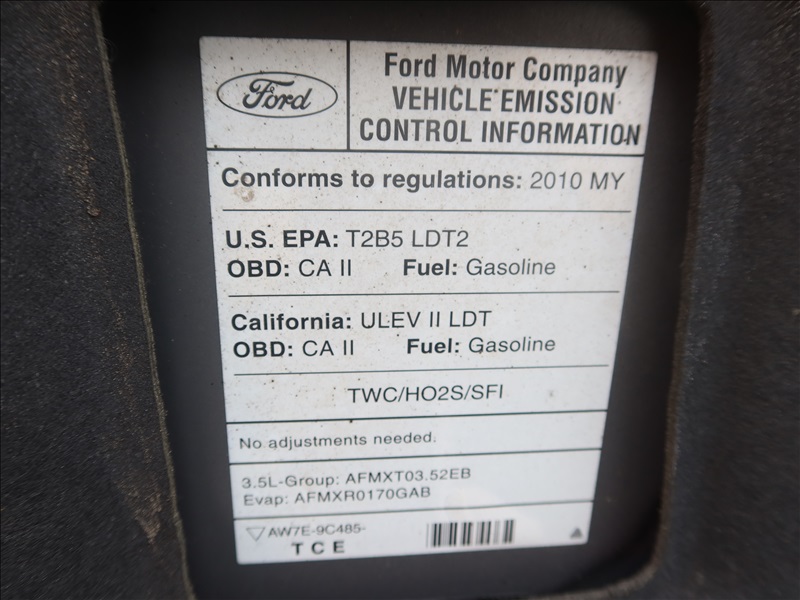 Ford
Ford Motor Company
VEHICLE EMISSION
CONTROL INFORMATION
Conforms to regulations: 2010 MY
U.S. EPA: T2B5 LDT2
OBD: CA II Fuel: Gasoline
California: ULEV II LDT
OBD: CA II Fuel: Gasoline
TWC/HO2S/SFI
No adjustments needed.
3.5L-Group: AFMXT03.52EB
Evap: AFMXR0170GAB
AW7E-9C485-
TCE